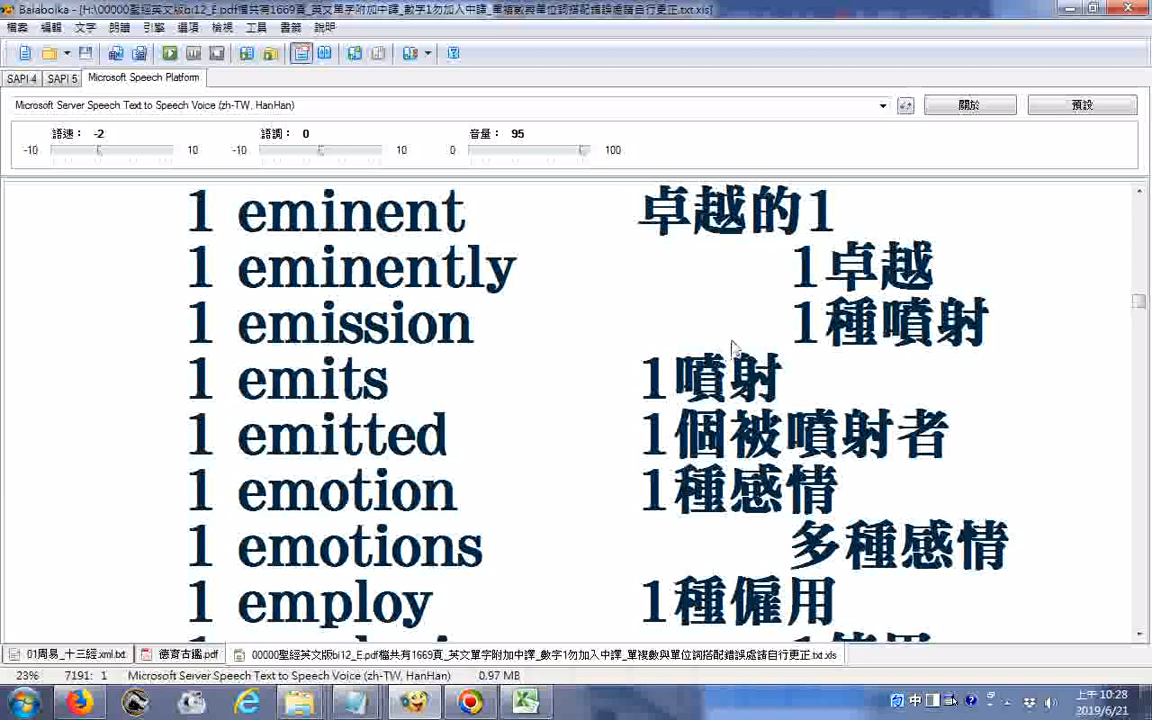 Balabolka - [H:\00000聖經英文版bi12_E.pdf檔共有1669頁_英文單字附加中譯_數字1勿加入中譯_單複數與單位詞搭配錯誤處請自行更正.txt.xls]
檔案 編輯 文字 朗讀 引擎 選項 檢視 工具 書籤 說明
SAPI 4 SAPI 5 Microsoft Speech Platform
Microsoft Server Speech Text to Speech Voice (zh-TW, HanHan) 關於 預設
語速： -2 語調： 0 音量： 95
-10 10 -10 10 0 100
1 eminent 卓越的1
1 eminently 1卓越
1 emission 1種噴射
1 emits 1噴射
1 emitted 1個被噴射者
1 emotion 1種感情
1 emotions 多種感情
1 employ 1種僱用
01周易_十三經.xml.txt 德育古鑑.pdf 00000聖經英文版bi12_E.pdf檔共有1669頁_英文單字附加中譯_數字1勿加入中譯_單複數與單位詞搭配錯誤處請自行更正.txt.xls
23% 7191: 1 Microsoft Server Speech Text to Speech Voice (zh-TW, HanHan) 0.97 MB
中 上午 10:28
2019/6/21